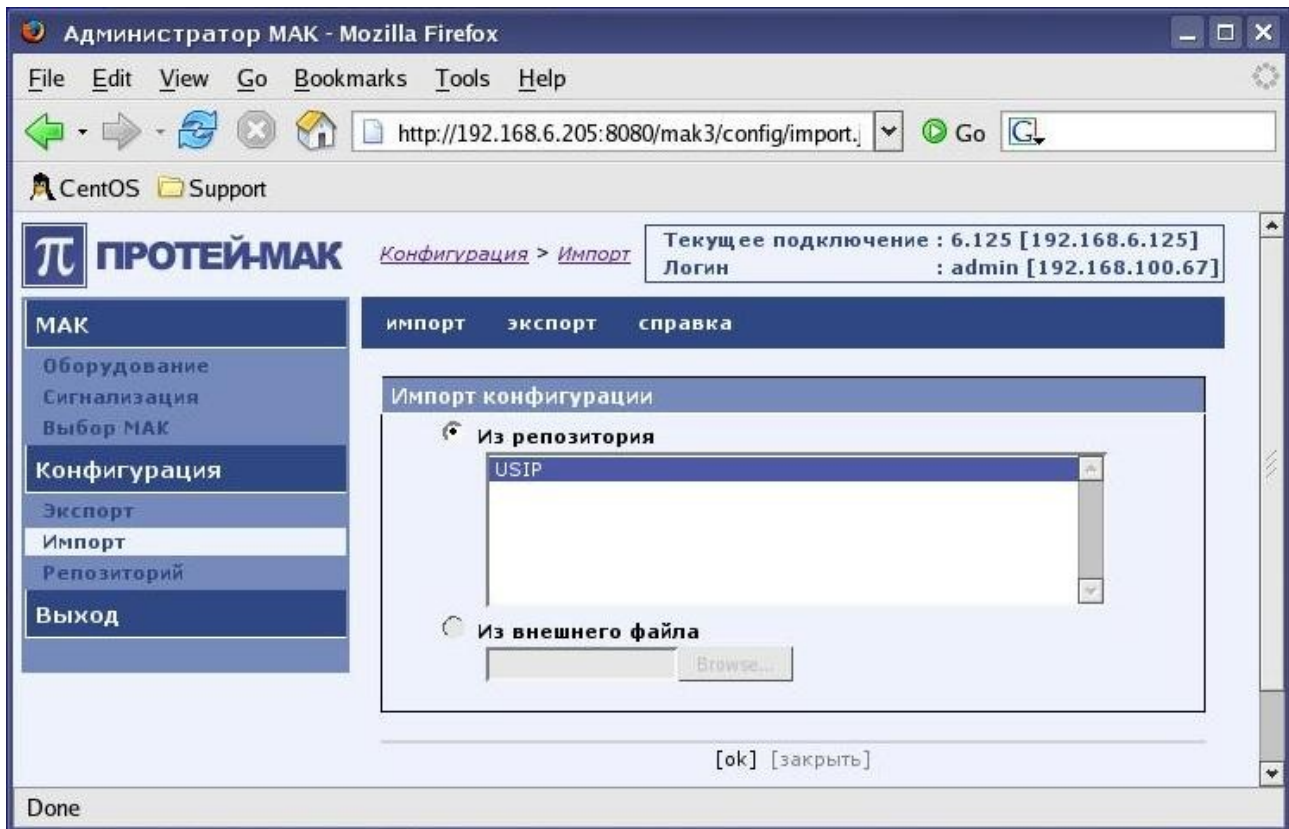 Администратор МАК - Mozilla Firefox
File Edit View Go Bookmarks Tools Help
http://192.168.6.205:8080/mak3/config/import.j Go G
CentOS Support
π ПРОТЕЙ-МАК
Конфигурация > Импорт
Текущее подключение : 6.125 [192.168.6.125]
Логин : admin [192.168.100.67]
МАК
Оборудование
Сигнализация
Выбор МАК
Конфигурация
Экспорт
Импорт
Репозиторий
Выход
импорт экспорт справка
Импорт конфигурации
Из репозитория
USIP
Из внешнего файла
Browse...
[ok] [закрыть]
Done